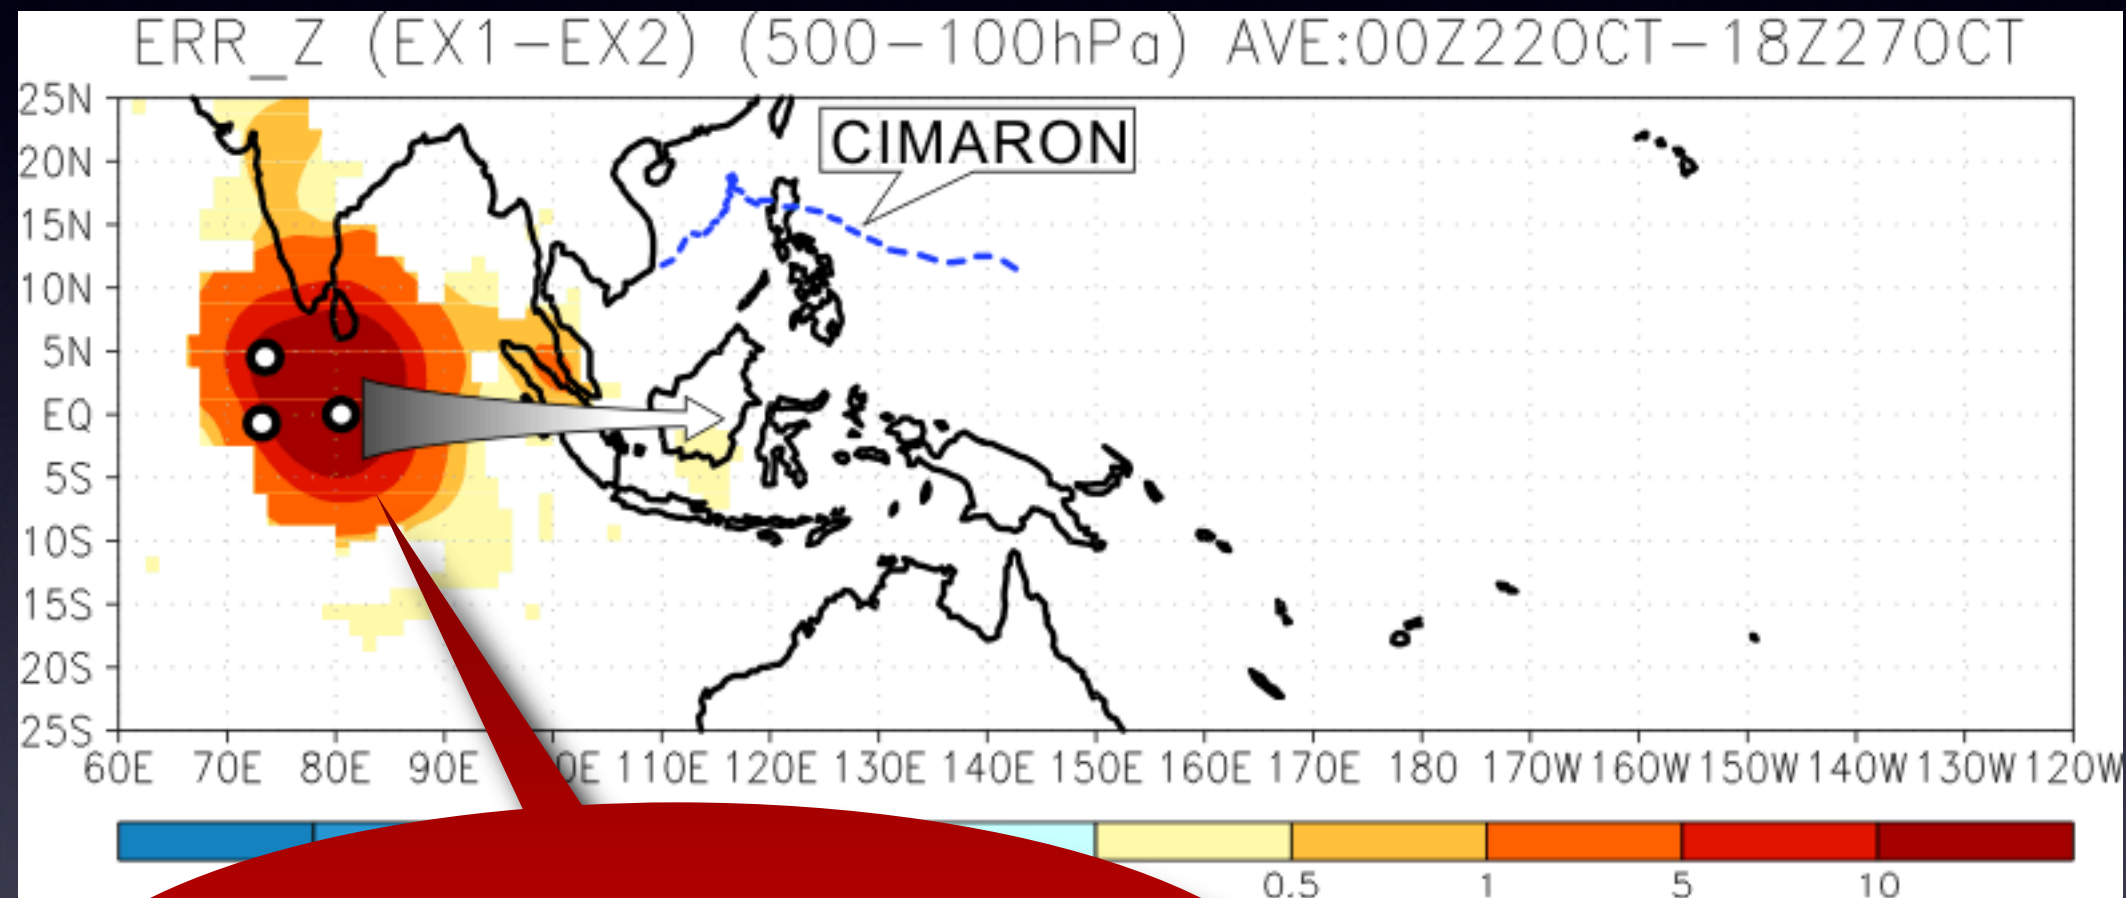 ERR_Z (EX1-EX2) (500-100hPa) AVE:00Z22OCT-18Z27OCT
25N
CIMARON
20N
15N
10N
5N
EQ
5S
10S
15S
20S
25S
60E 70E 80E 90E 0E 110E 120E 130E 140E 150E 160E 170E 180 170W 160W 150W 140W 130W 120W
0.5 1 5 10